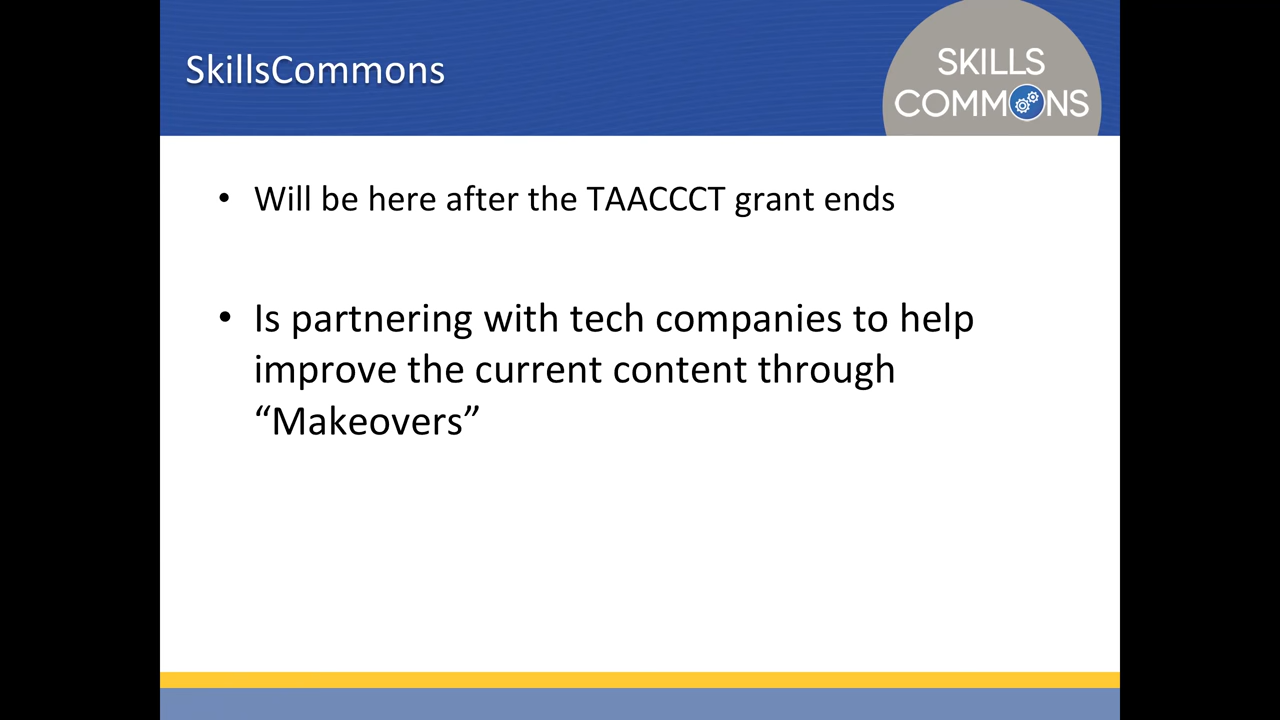 SkillsCommons
SKILLS
COMMONS
• Will be here after the TAACCCT grant ends
• Is partnering with tech companies to help
improve the current content through
“Makeovers”